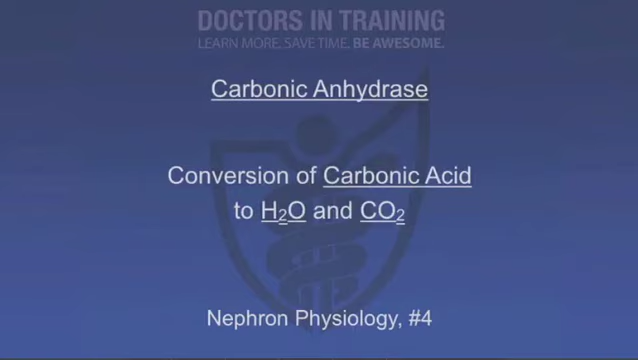 DOCTORS IN TRAINING
LEARN MORE. SAVE TIME. BE AWESOME.
Carbonic Anhydrase
Conversion of Carbonic Acid
to H₂O and CO₂
Nephron Physiology, #4